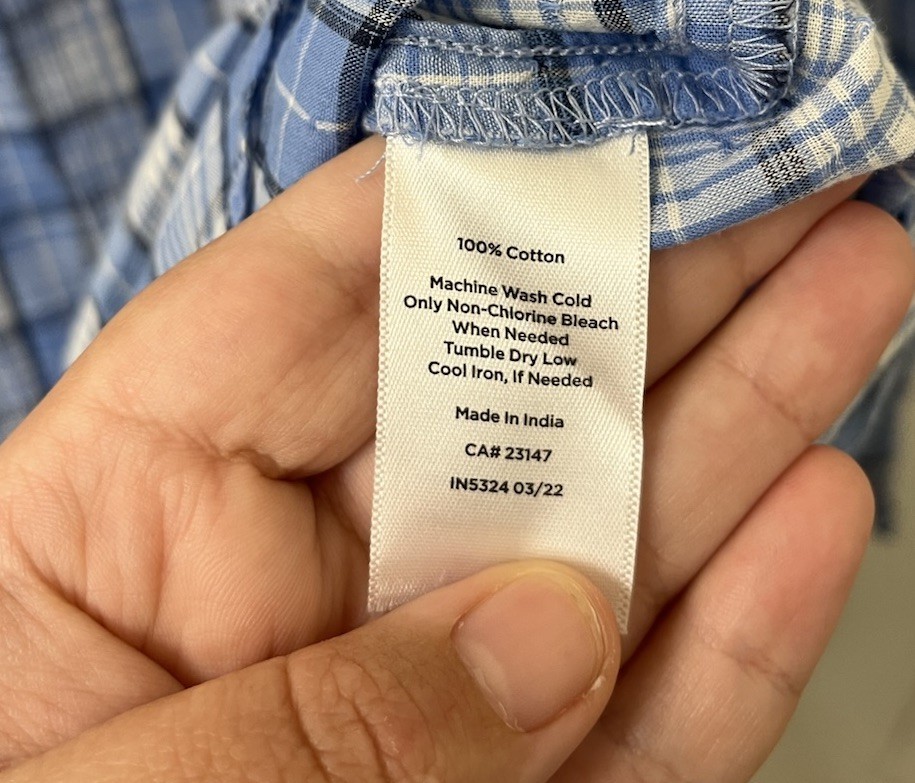 100% Cotton
Machine Wash Cold
Only Non-Chlorine Bleach
When Needed
Tumble Dry Low
Cool Iron, If Needed
Made In India
CA# 23147
IN5324 03/22